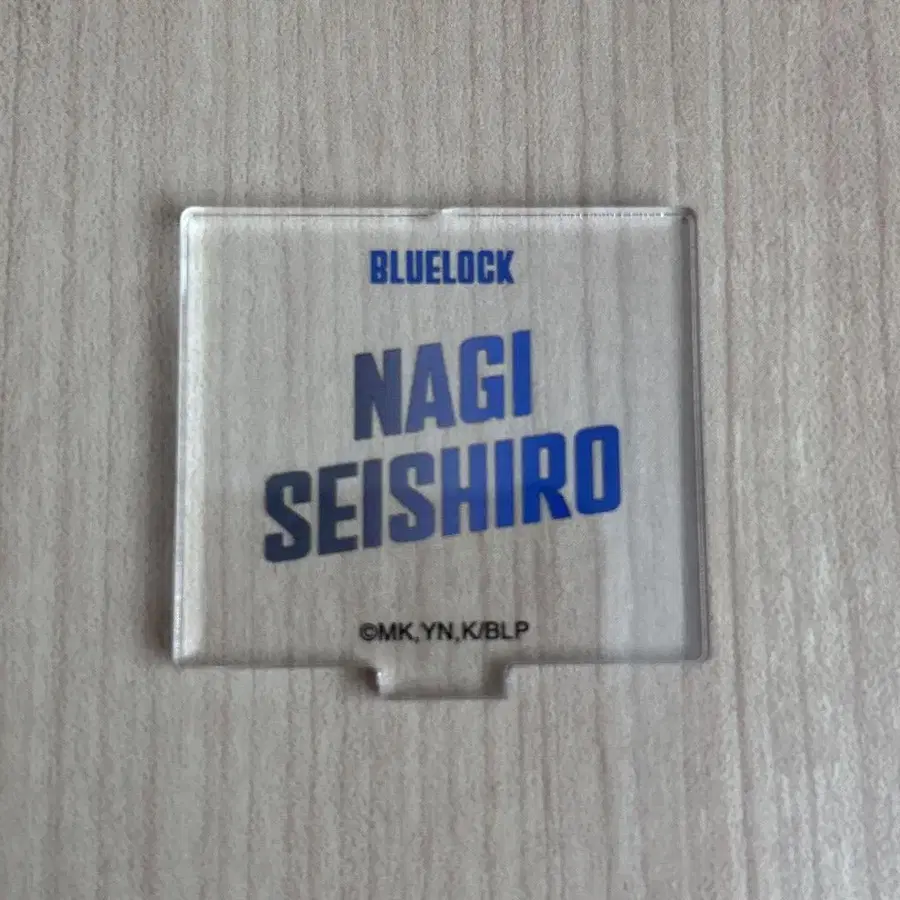 BLUELOCK
NAGI
SEISHIRO
©MK,YN,K/BLP